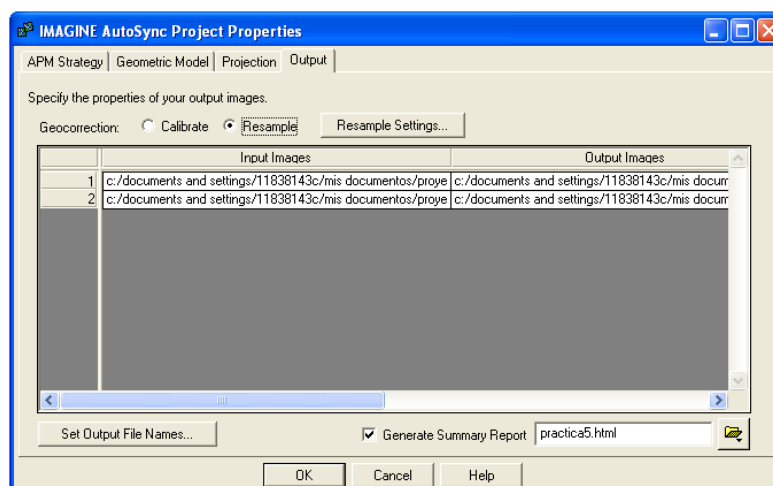 IMAGINE AutoSync Project Properties
APM Strategy Geometric Model Projection Output
Specify the properties of your output images.
Geocorrection: Calibrate Resample Resample Settings...
Input Images Output Images
1 c:/documents and settings/11838143c/mis documentos/proye c:/documents and settings/11838143c/mis docum
2 c:/documents and settings/11838143c/mis documentos/proye c:/documents and settings/11838143c/mis docum
Set Output File Names... Generate Summary Report practica5.html
OK Cancel Help